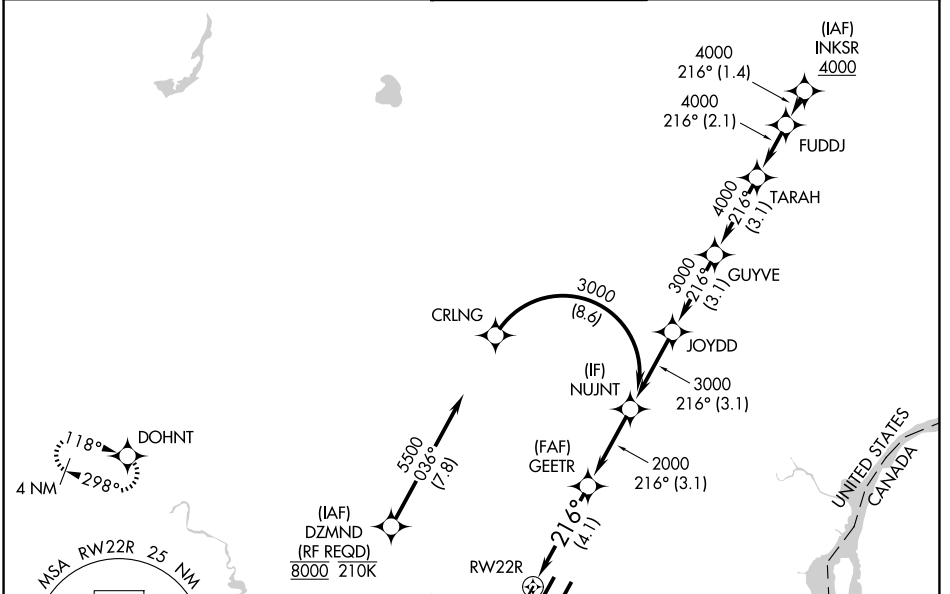 (IAF)
INKSR
4000
4000
216° (1.4)
4000
216° (2.1)
FUDDJ
TARAH
4000
216°
(3.1)
GUYVE
3000
216°
(3.1)
JOYDD
3000
(8.6)
CRLNG
(IF)
NUJNT
3000
216° (3.1)
(FAF)
GEETR
2000
216° (3.1)
UNITED STATES
CANADA
DOHNT
118°
298°
4 NM
5500
036°
(7.8)
(IAF)
DZMND
(RF REQD)
8000 210K
216°
(4.1)
RW22R
MSA RW22R 25 NM